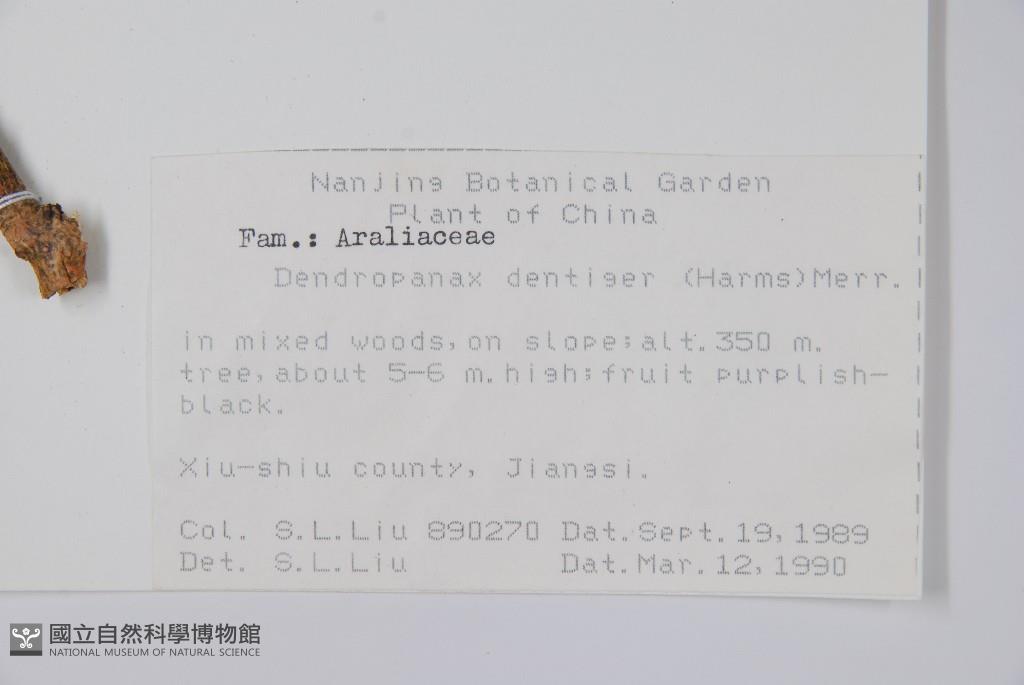 Nanjing Botanical Garden
Plant of China
Fam.: Araliaceae
Dendropanax dentiger (Harms)Merr.
in mixed woods,on slope;alt.350 m.
tree,about 5-6 m.high;fruit purplish-
black.
Xiu-shiu county, Jiangsi.
Col. S.L.Liu 890270 Dat.Sept.19,1989
Det. S.L.Liu Dat.Mar.12,1990
國立自然科學博物館
NATIONAL MUSEUM OF NATURAL SCIENCE